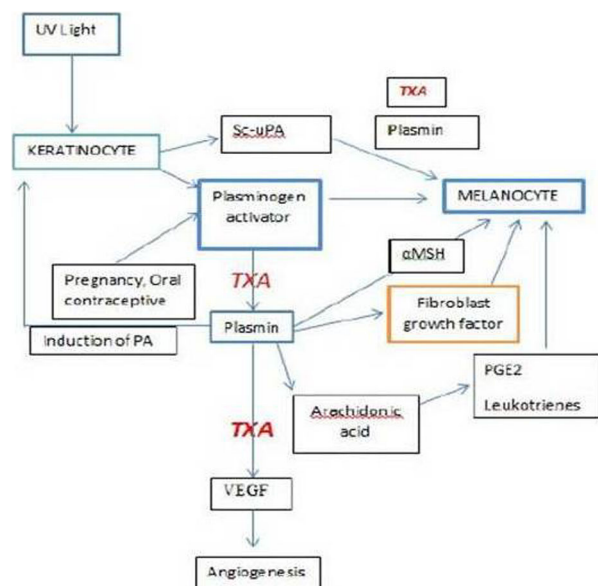 UV Light
TXA
Sc-uPA
Plasmin
KERATINOCYTE
Plasminogen
activator
MELANOCYTE
αMSH
Pregnancy, Oral
contraceptive
TXA
Fibroblast
growth factor
Plasmin
Induction of PA
PGE2
Leukotrienes
Arachidonic
acid
TXA
VEGF
Angiogenesis